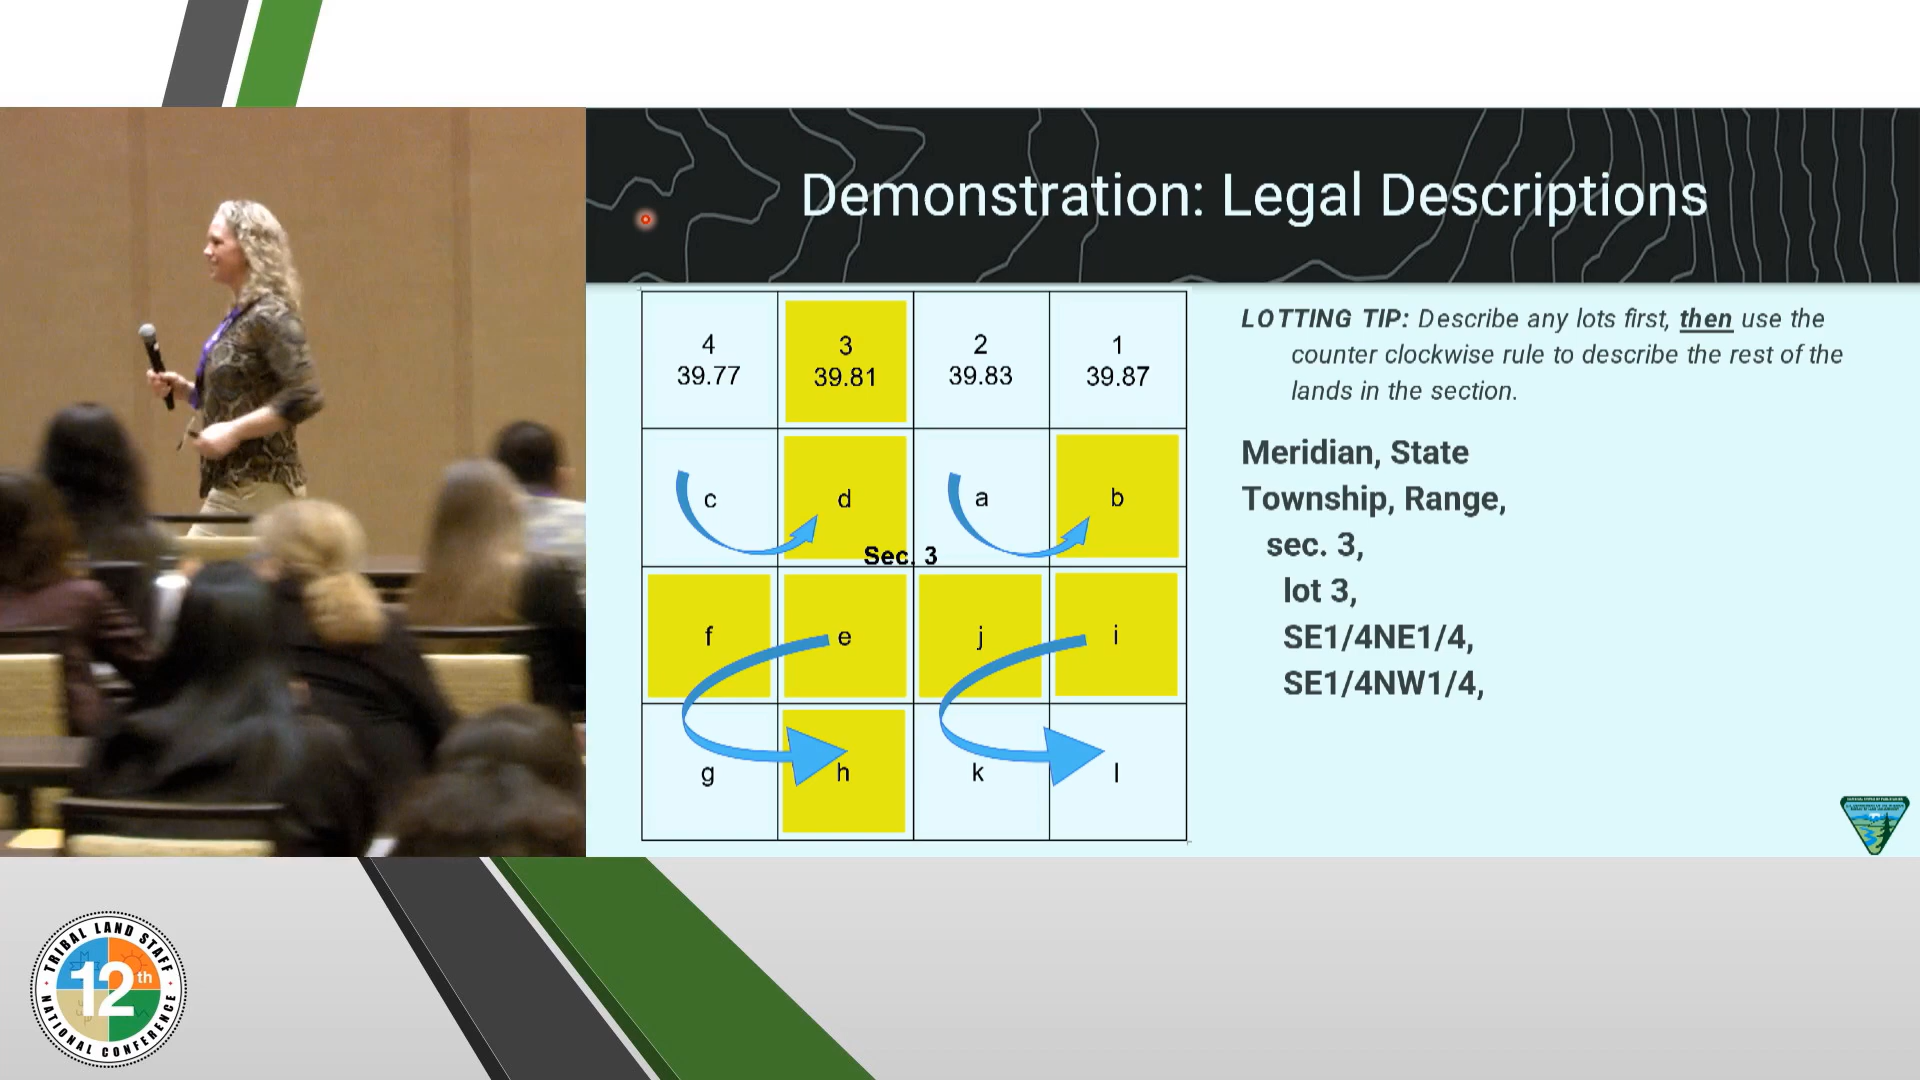 Demonstration: Legal Descriptions
4
39.77
3
39.81
2
39.83
1
39.87
c
d
a
b
Sec. 3
f
e
j
i
g
h
k
l
LOTTING TIP: Describe any lots first, then use the
counter clockwise rule to describe the rest of the
lands in the section.
Meridian, State
Township, Range,
sec. 3,
lot 3,
SE1/4NE1/4,
SE1/4NW1/4,
TRIBAL LAND STAFF
12th
NATIONAL CONFERENCE